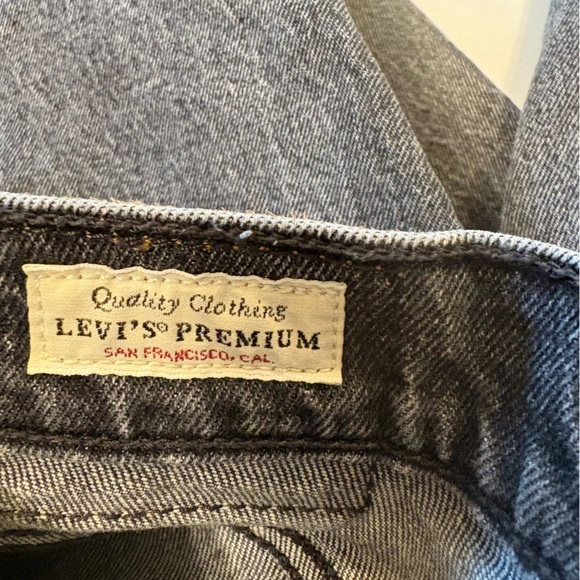 Quality Clothing
LEVI'S® PREMIUM
SAN FRANCISCO, CAL.